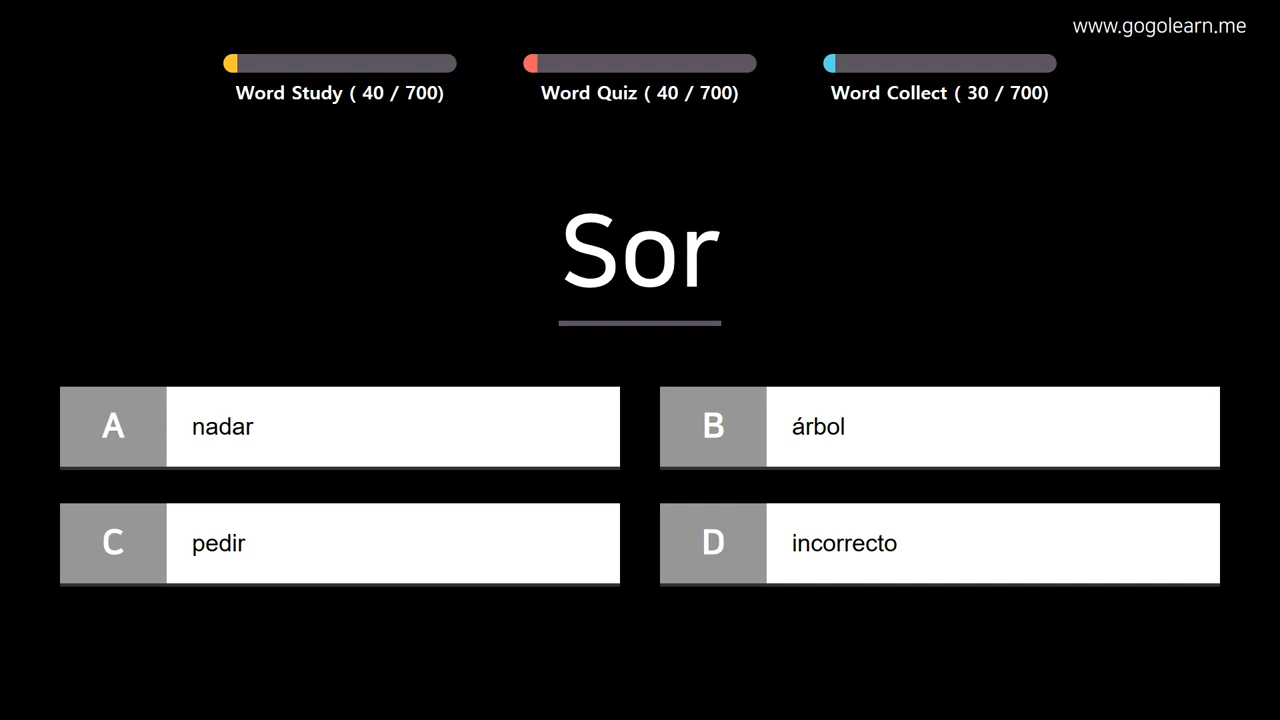 www.gogolearn.me
Word Study ( 40 / 700)
Word Quiz ( 40 / 700)
Word Collect ( 30 / 700)
Sor
A nadar
B árbol
C pedir
D incorrecto